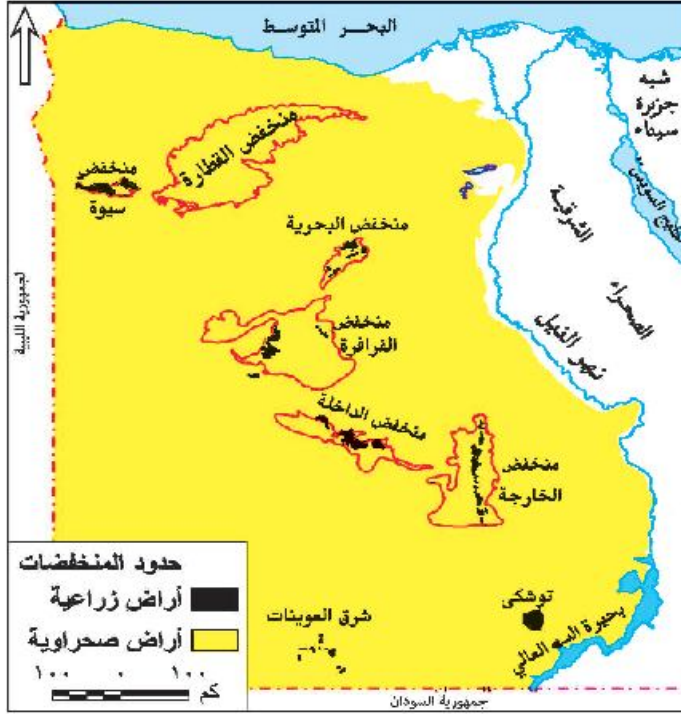 البحر المتوسط
شبه
جزيرة
سيناء
خليج السويس
منخفض القطارة
منخفض
سيوة
الشرقية
الصحراء
منخفض البحرية
نهر النيل
الجمهورية الليبية
منخفض
الفرافرة
منخفض الداخلة
منخفض
الخارجة
حدود المنخفضات
أراض زراعية
أراض صحراوية
١٠٠ ٠ ١٠٠
كم
شرق العوينات
توشكى
بحيرة السد العالي
جمهورية السودان